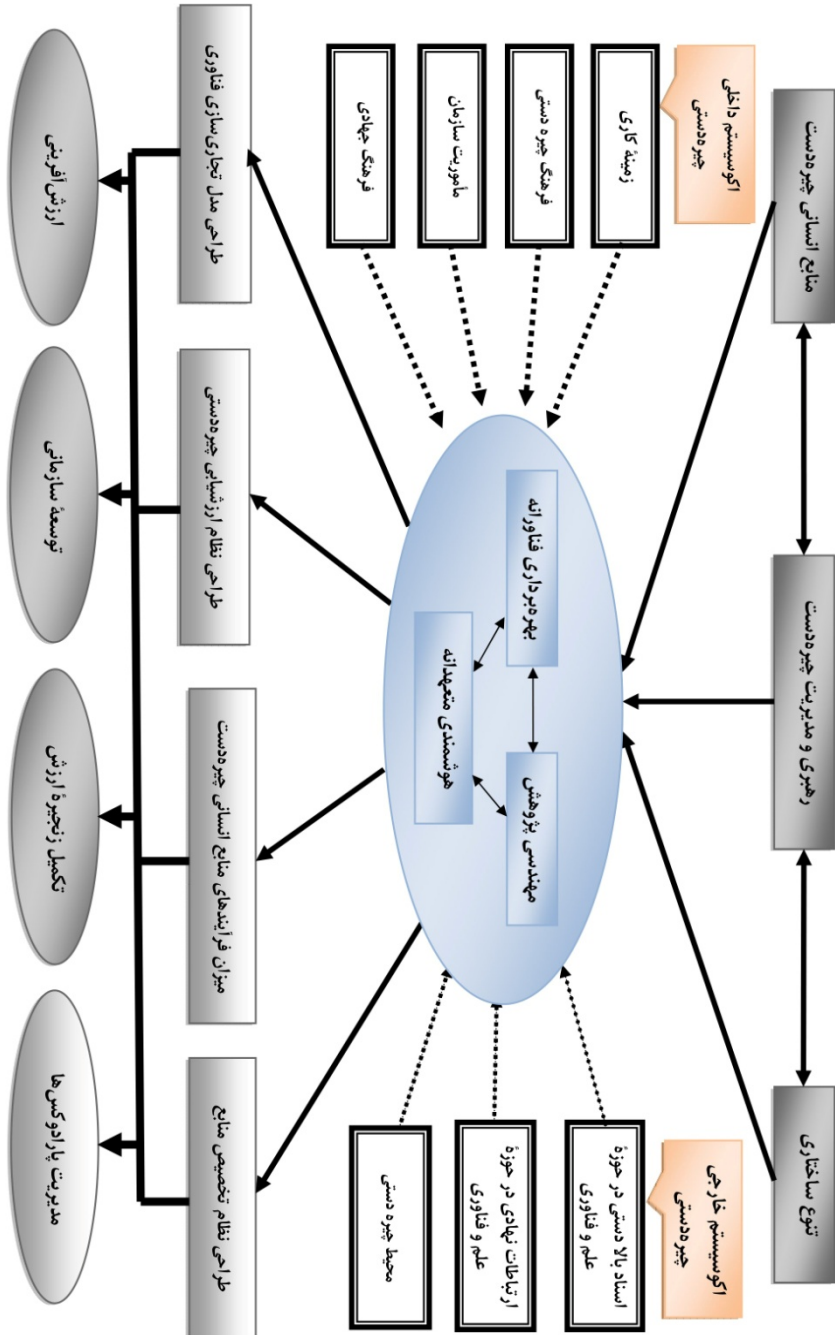 منابع انسانی چیره‌دست
رهبری و مدیریت چیره‌دست
تنوع ساختاری
اکوسیستم داخلی
چیره‌دستی
زمینهٔ کاری
فرهنگ چیره دستی
مأموریت سازمان
فرهنگ جهادی
بهره‌برداری فناورانه
مهندسی پژوهش
هوشمندی متعهدانه
اکوسیستم خارجی
چیره‌دستی
اسناد بالا دستی در حوزهٔ
علم و فناوری
ارتباطات نهادی در حوزهٔ
علم و فناوری
محیط چیره دستی
طراحی مدل تجاری‌سازی فناوری
طراحی نظام ارزشیابی چیره‌دستی
میزان فرآیندهای منابع انسانی چیره‌دست
طراحی نظام تخصیص منابع
ارزش آفرینی
توسعهٔ سازمانی
تکمیل زنجیرهٔ ارزش
مدیریت پارادوکس‌ها